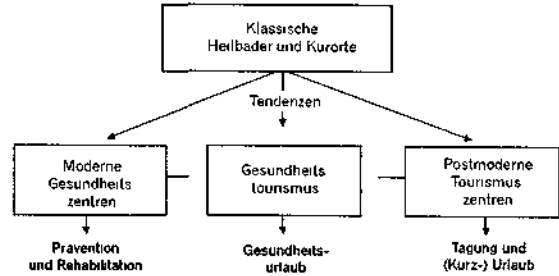 Klassische
Heilbäder und Kurorte
Tendenzen
Moderne
Gesundheits
zentren
Gesundheits
tourismus
Postmoderne
Tourismus
zentren
Prävention
und Rehabilitation
Gesundheits-
urlaub
Tagung und
(Kurz-) Urlaub